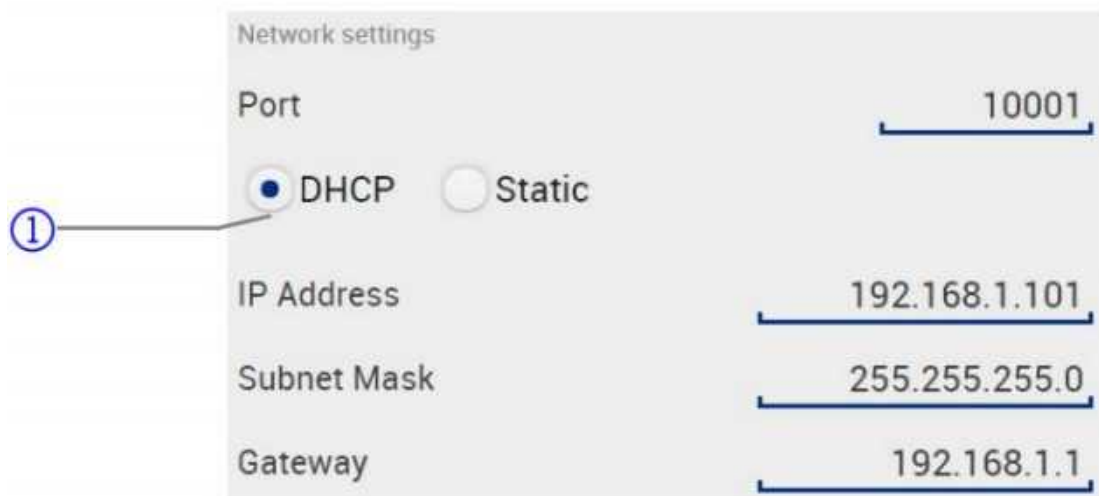 Network settings
Port 10001
DHCP Static
①
IP Address 192.168.1.101
Subnet Mask 255.255.255.0
Gateway 192.168.1.1